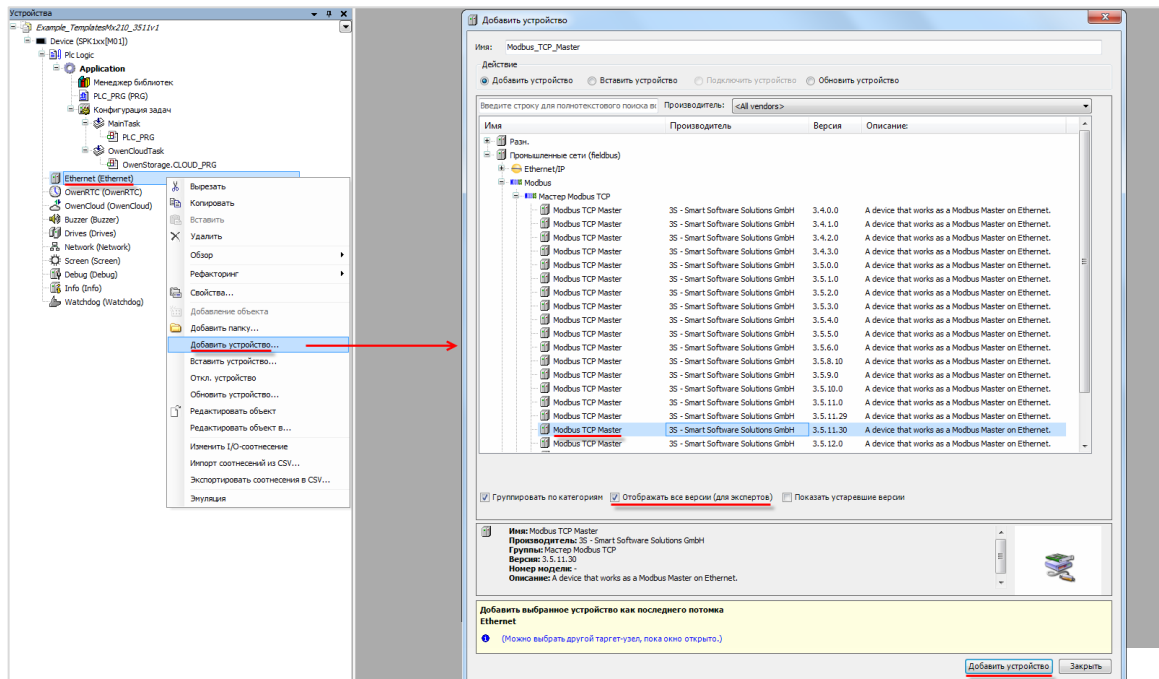 Устройства
Example_TemplatesMx210_3511v1
Device (SPK1xx[M01])
Plc Logic
Application
Менеджер библиотек
PLC_PRG (PRG)
Конфигурация задач
MainTask
PLC_PRG
OwenCloudTask
OwenStorage.CLOUD_PRG
Ethernet (Ethernet)
OwenRTC (OwenRTC)
OwenCloud (OwenCloud)
Buzzer (Buzzer)
Drives (Drives)
Network (Network)
Screen (Screen)
Debug (Debug)
Info (Info)
Watchdog (Watchdog)
Вырезать
Копировать
Вставить
Удалить
Обзор
Рефакторинг
Свойства...
Добавление объекта
Добавить папку...
Добавить устройство...
Вставить устройство...
Откл. устройство
Обновить устройство...
Редактировать объект
Редактировать объект в...
Изменить I/O-соотнесение
Импорт соотнесений из CSV...
Экспортировать соотнесения в CSV...
Эмуляция
Добавить устройство
Имя: Modbus_TCP_Master
Действие
Добавить устройство Вставить устройство Подключить устройство Обновить устройство
Введите строку для полнотекстового поиска в Производитель: <All vendors>
Имя Производитель Версия Описание:
Разн.
Промышленные сети (fieldbus)
Ethernet/IP
Modbus
Мастер Modbus TCP
Modbus TCP Master 3S - Smart Software Solutions GmbH 3.4.0.0 A device that works as a Modbus Master on Ethernet.
Modbus TCP Master 3S - Smart Software Solutions GmbH 3.4.1.0 A device that works as a Modbus Master on Ethernet.
Modbus TCP Master 3S - Smart Software Solutions GmbH 3.4.2.0 A device that works as a Modbus Master on Ethernet.
Modbus TCP Master 3S - Smart Software Solutions GmbH 3.4.3.0 A device that works as a Modbus Master on Ethernet.
Modbus TCP Master 3S - Smart Software Solutions GmbH 3.5.0.0 A device that works as a Modbus Master on Ethernet.
Modbus TCP Master 3S - Smart Software Solutions GmbH 3.5.1.0 A device that works as a Modbus Master on Ethernet.
Modbus TCP Master 3S - Smart Software Solutions GmbH 3.5.2.0 A device that works as a Modbus Master on Ethernet.
Modbus TCP Master 3S - Smart Software Solutions GmbH 3.5.3.0 A device that works as a Modbus Master on Ethernet.
Modbus TCP Master 3S - Smart Software Solutions GmbH 3.5.4.0 A device that works as a Modbus Master on Ethernet.
Modbus TCP Master 3S - Smart Software Solutions GmbH 3.5.5.0 A device that works as a Modbus Master on Ethernet.
Modbus TCP Master 3S - Smart Software Solutions GmbH 3.5.6.0 A device that works as a Modbus Master on Ethernet.
Modbus TCP Master 3S - Smart Software Solutions GmbH 3.5.8.10 A device that works as a Modbus Master on Ethernet.
Modbus TCP Master 3S - Smart Software Solutions GmbH 3.5.9.0 A device that works as a Modbus Master on Ethernet.
Modbus TCP Master 3S - Smart Software Solutions GmbH 3.5.10.0 A device that works as a Modbus Master on Ethernet.
Modbus TCP Master 3S - Smart Software Solutions GmbH 3.5.11.0 A device that works as a Modbus Master on Ethernet.
Modbus TCP Master 3S - Smart Software Solutions GmbH 3.5.11.29 A device that works as a Modbus Master on Ethernet.
Modbus TCP Master 3S - Smart Software Solutions GmbH 3.5.11.30 A device that works as a Modbus Master on Ethernet.
Modbus TCP Master 3S - Smart Software Solutions GmbH 3.5.12.0 A device that works as a Modbus Master on Ethernet.
Группировать по категориям Отображать все версии (для экспертов) Показать устаревшие версии
Имя: Modbus TCP Master
Производитель: 3S - Smart Software Solutions GmbH
Группы: Мастер Modbus TCP
Версия: 3.5.11.30
Номер модели: -
Описание: A device that works as a Modbus Master on Ethernet.
Добавить выбранное устройство как последнего потомка
Ethernet
(Можно выбрать другой таргет-узел, пока окно открыто.)
Добавить устройство Закрыть